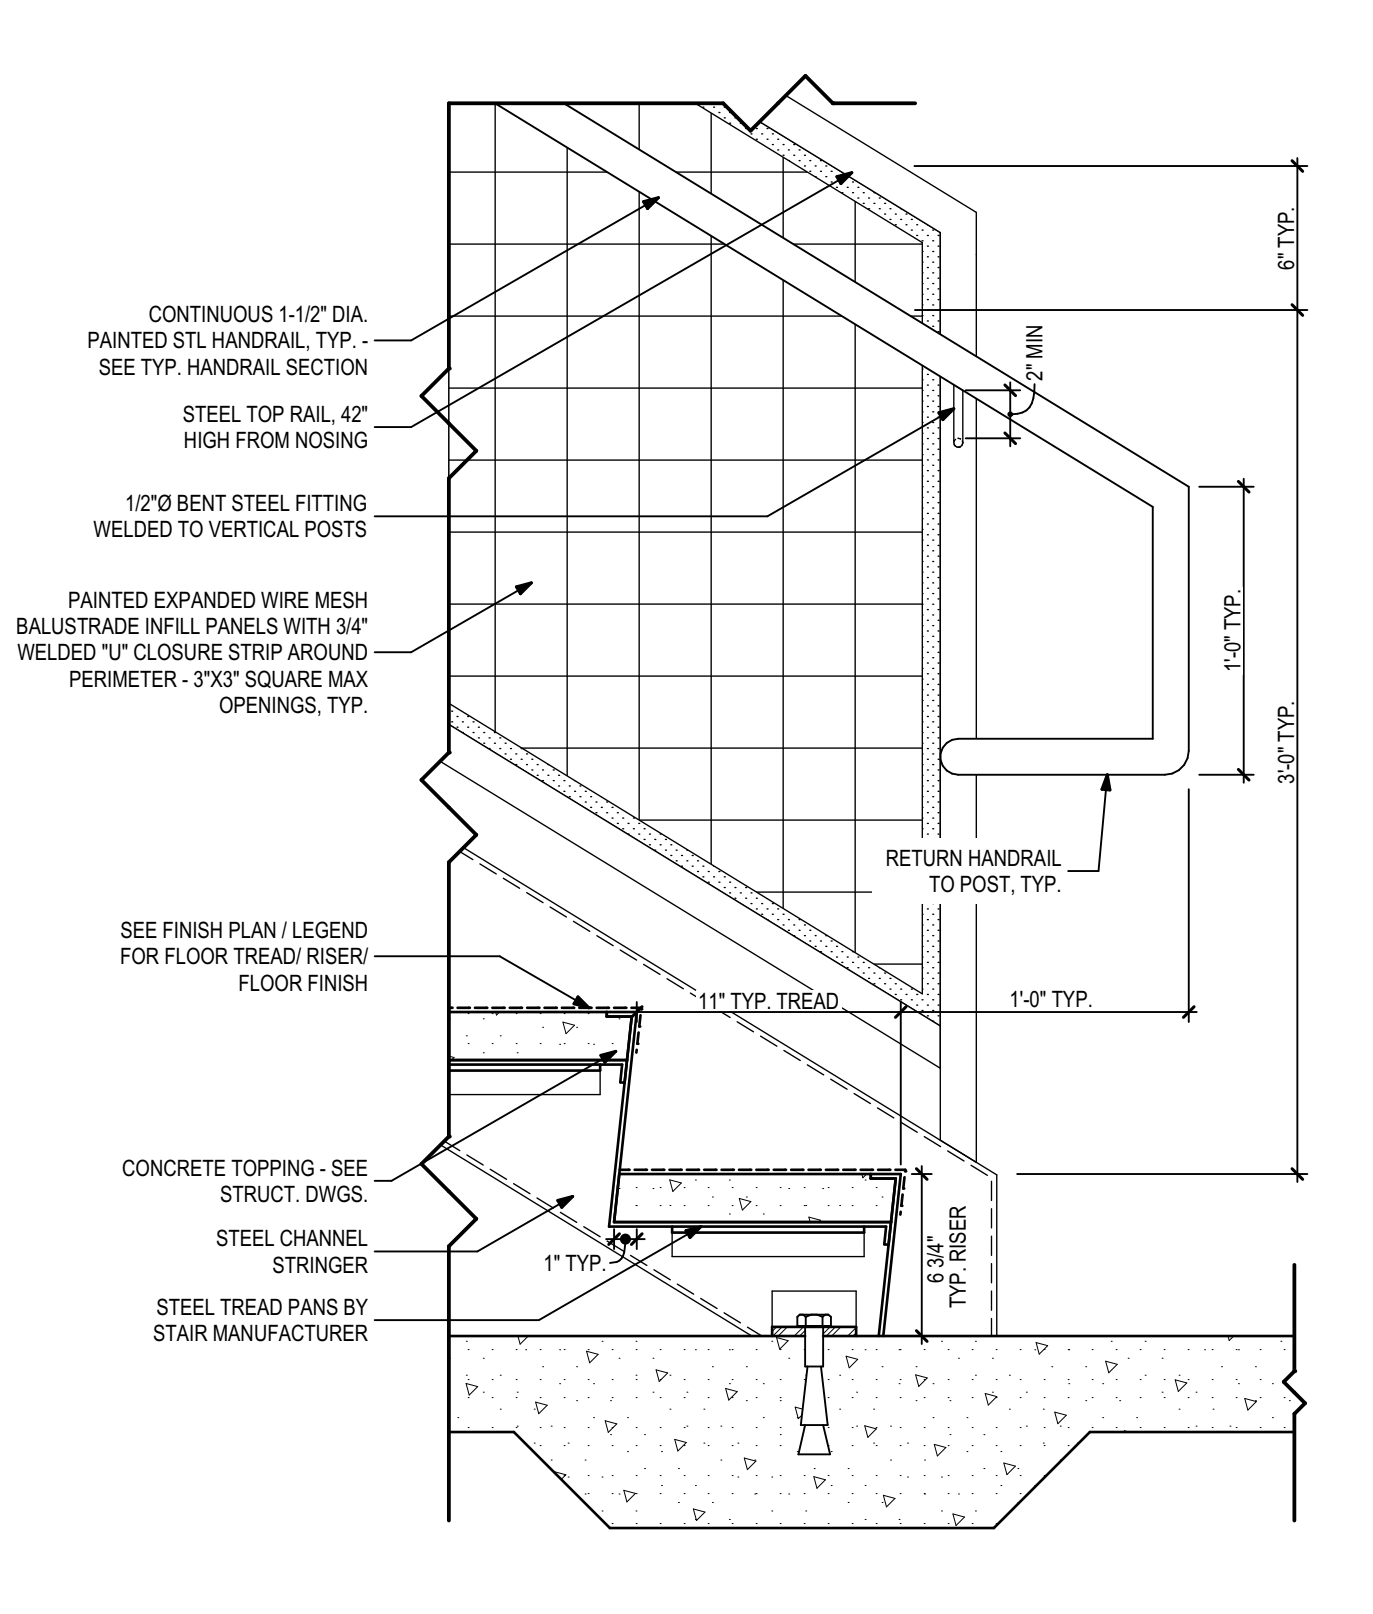 6" TYP.
CONTINUOUS 1-1/2" DIA.
PAINTED STL HANDRAIL, TYP. -
SEE TYP. HANDRAIL SECTION
2" MIN
STEEL TOP RAIL, 42"
HIGH FROM NOSING
1/2"Ø BENT STEEL FITTING
WELDED TO VERTICAL POSTS
PAINTED EXPANDED WIRE MESH
BALUSTRADE INFILL PANELS WITH 3/4"
WELDED "U" CLOSURE STRIP AROUND
PERIMETER - 3"X3" SQUARE MAX
OPENINGS, TYP.
1'-0" TYP.
3'-0" TYP.
RETURN HANDRAIL
TO POST, TYP.
SEE FINISH PLAN / LEGEND
FOR FLOOR TREAD/ RISER/
FLOOR FINISH
11" TYP. TREAD
1'-0" TYP.
CONCRETE TOPPING - SEE
STRUCT. DWGS.
STEEL CHANNEL
STRINGER
1" TYP.
6 3/4"
TYP. RISER
STEEL TREAD PANS BY
STAIR MANUFACTURER